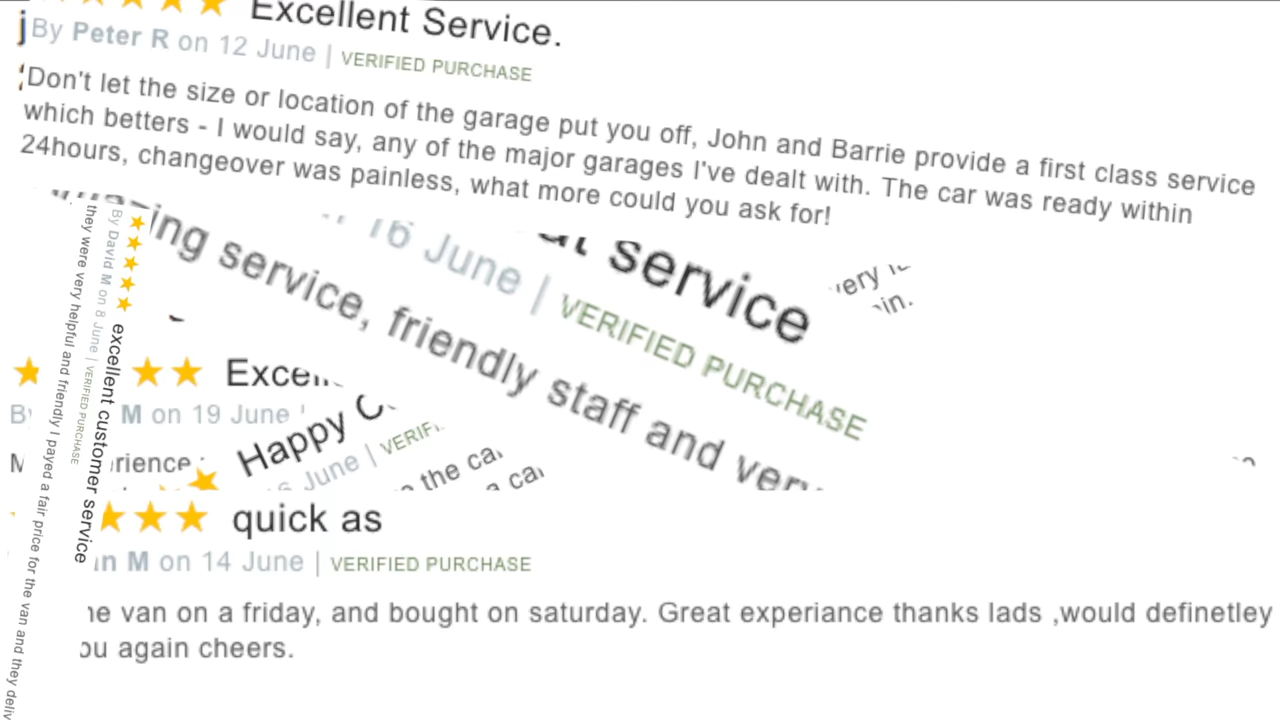 Excellent Service.
By Peter R on 12 June | VERIFIED PURCHASE
Don't let the size or location of the garage put you off, John and Barrie provide a first class service
which betters - I would say, any of the major garages I've dealt with. The car was ready within
24hours, changeover was painless, what more could you ask for!
service
16 June | VERIFIED PURCHASE
service, friendly staff and very
excellent customer service
By David M on 8 June | VERIFIED PURCHASE
they were very helpful and friendly I payed a fair price for the van and they
M on 19 June
Happy
June |
the
quick as
M on 14 June | VERIFIED PURCHASE
van on a friday, and bought on saturday. Great experiance thanks lads ,would definetley
again cheers.